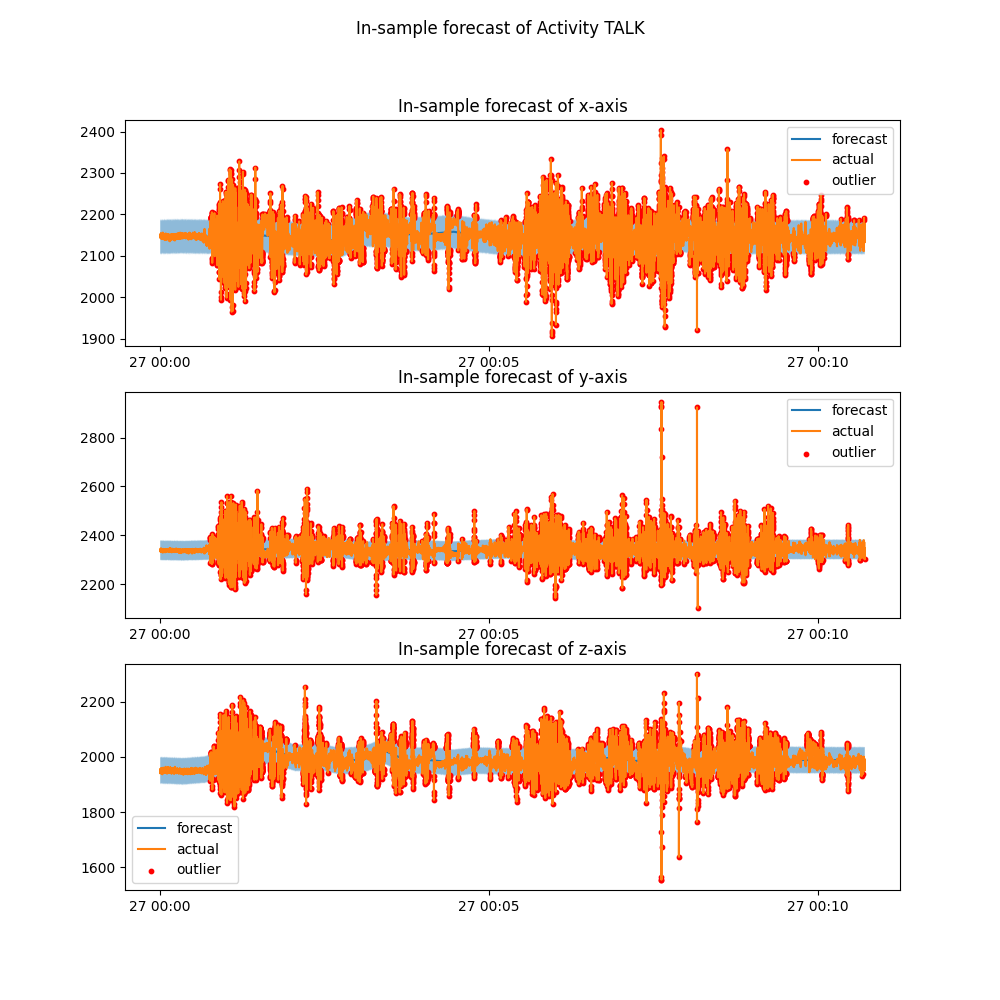 In-sample forecast of Activity TALK
In-sample forecast of x-axis
2400
2300
2200
2100
2000
1900
forecast
actual
outlier
27 00:00
27 00:05
27 00:10
In-sample forecast of y-axis
2800
2600
2400
2200
forecast
actual
outlier
27 00:00
27 00:05
27 00:10
In-sample forecast of z-axis
2200
2000
1800
1600
forecast
actual
outlier
27 00:00
27 00:05
27 00:10